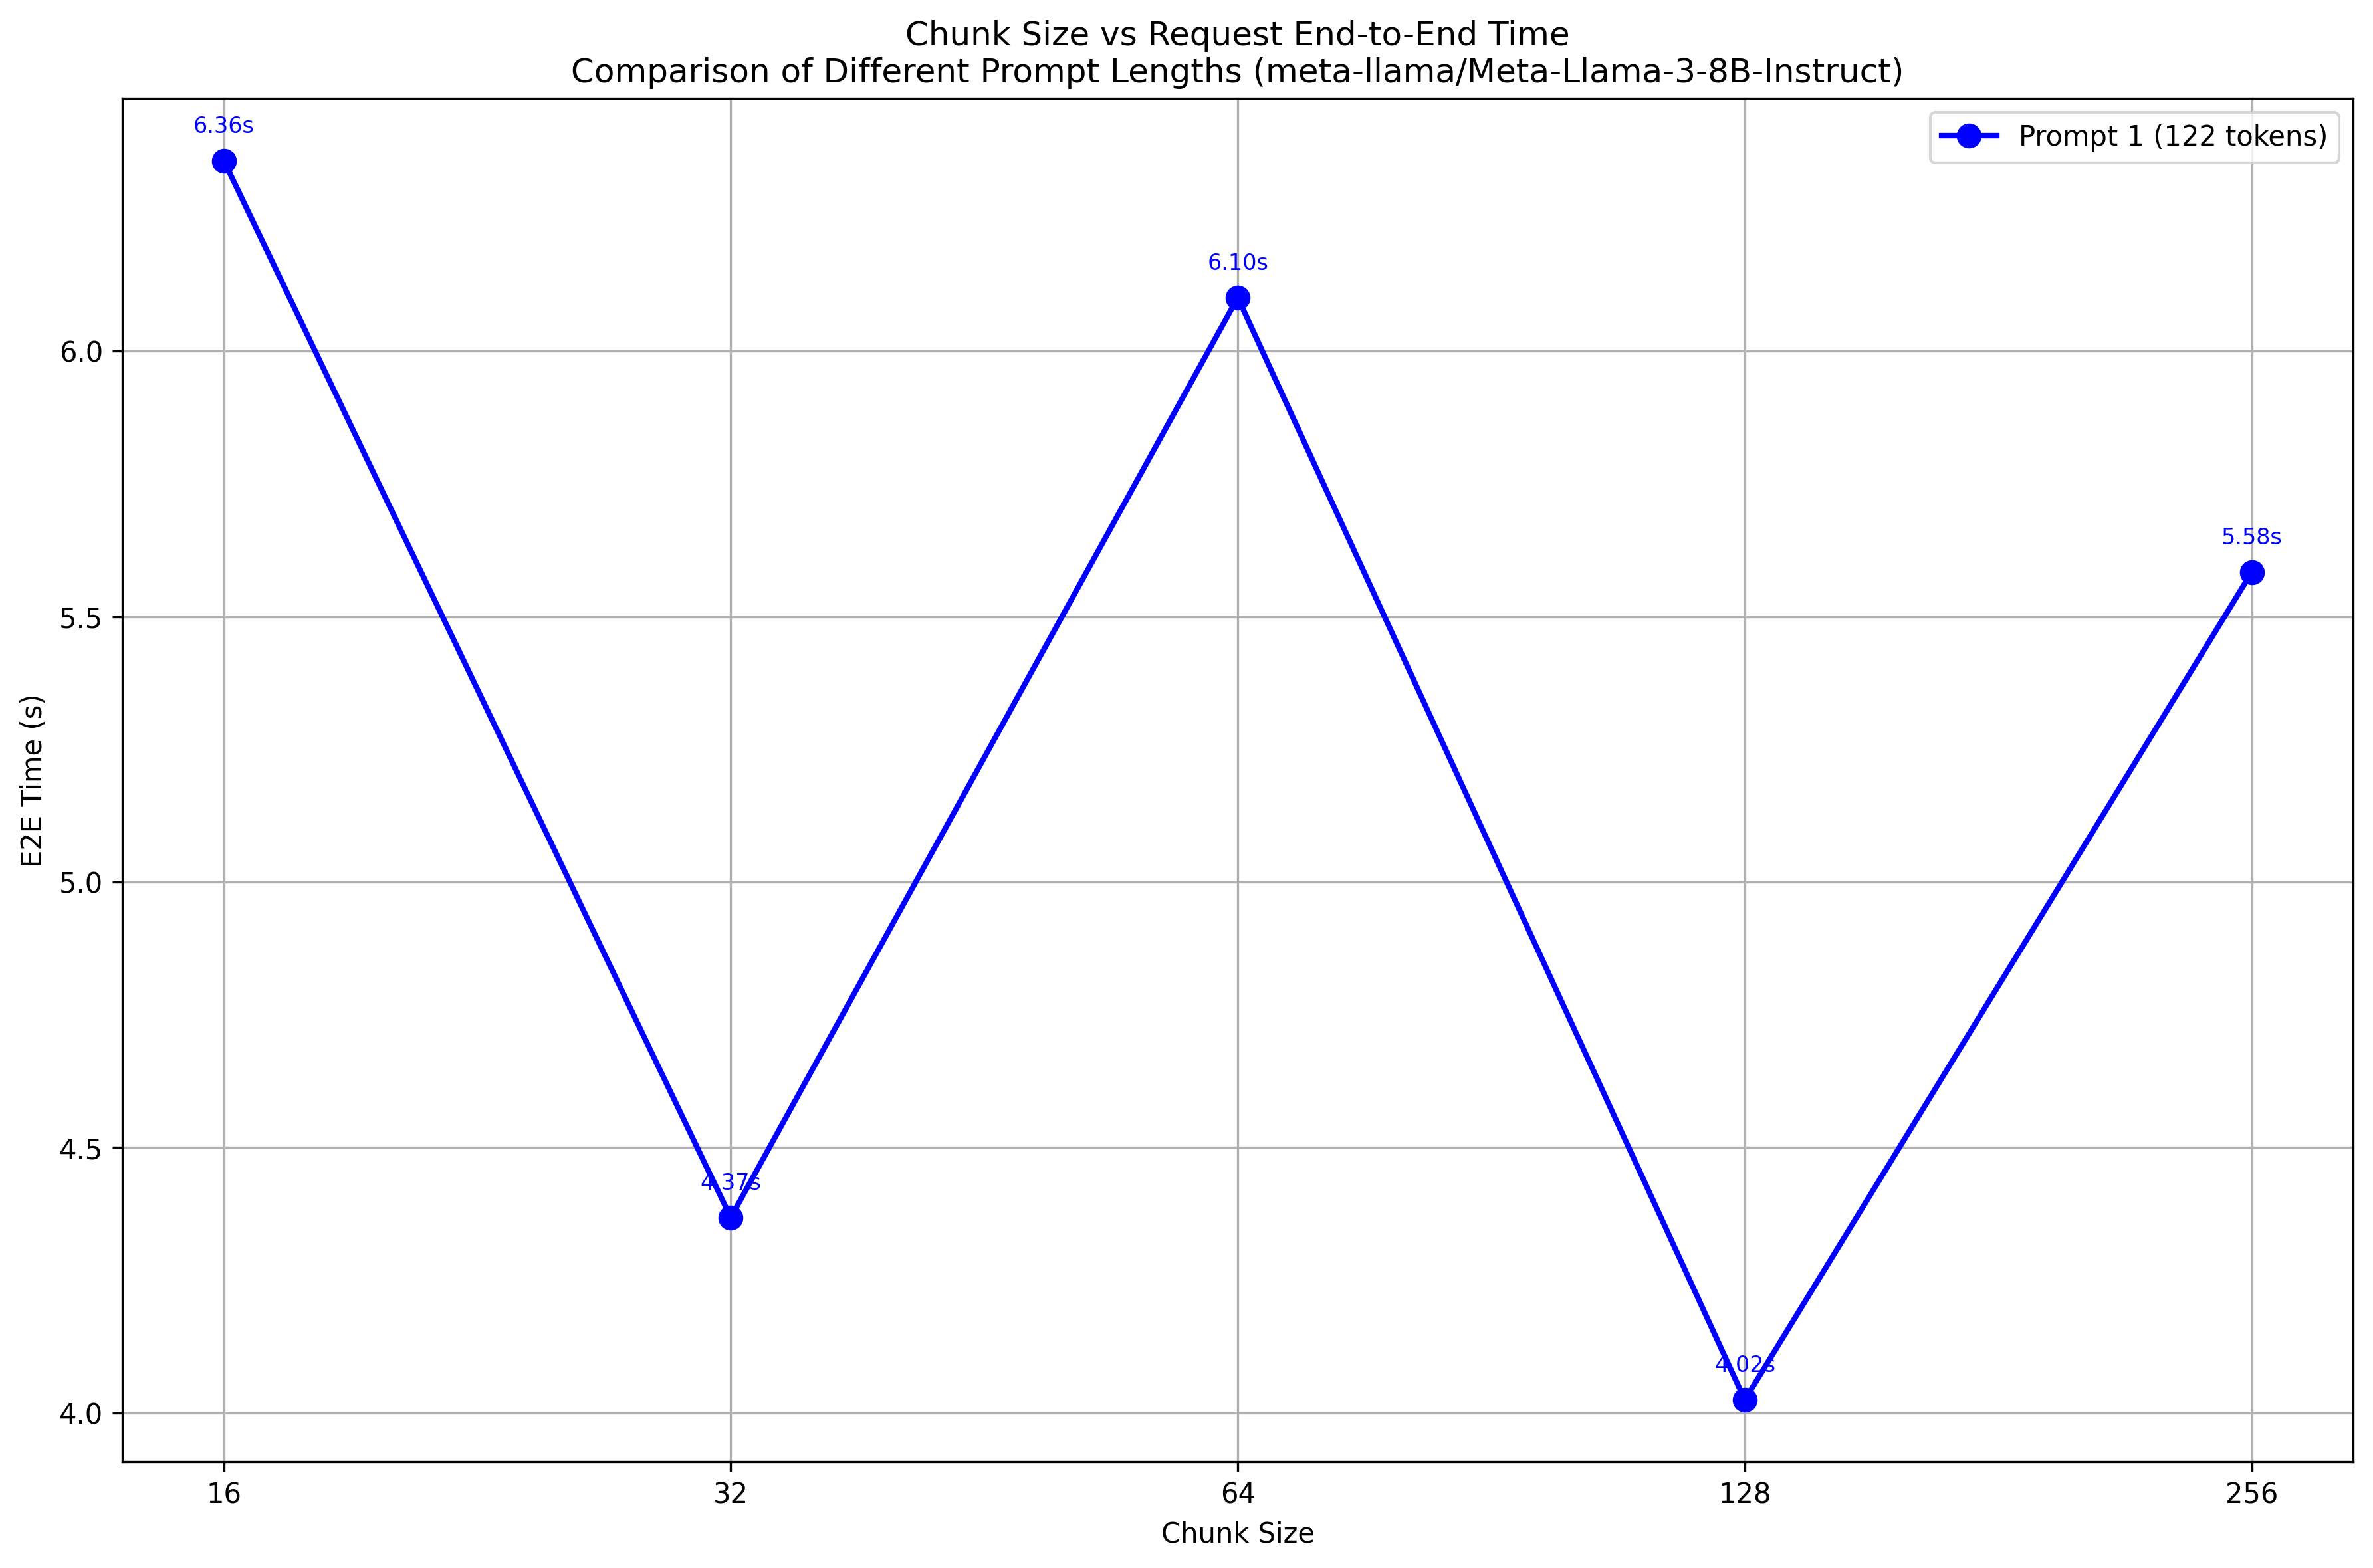 Chunk Size vs Request End-to-End Time
Comparison of Different Prompt Lengths (meta-llama/Meta-Llama-3-8B-Instruct)
Prompt 1 (122 tokens)
6.36s
6.10s
5.58s
4.37s
4.02s
E2E Time (s)
6.0
5.5
5.0
4.5
4.0
16
32
64
128
256
Chunk Size